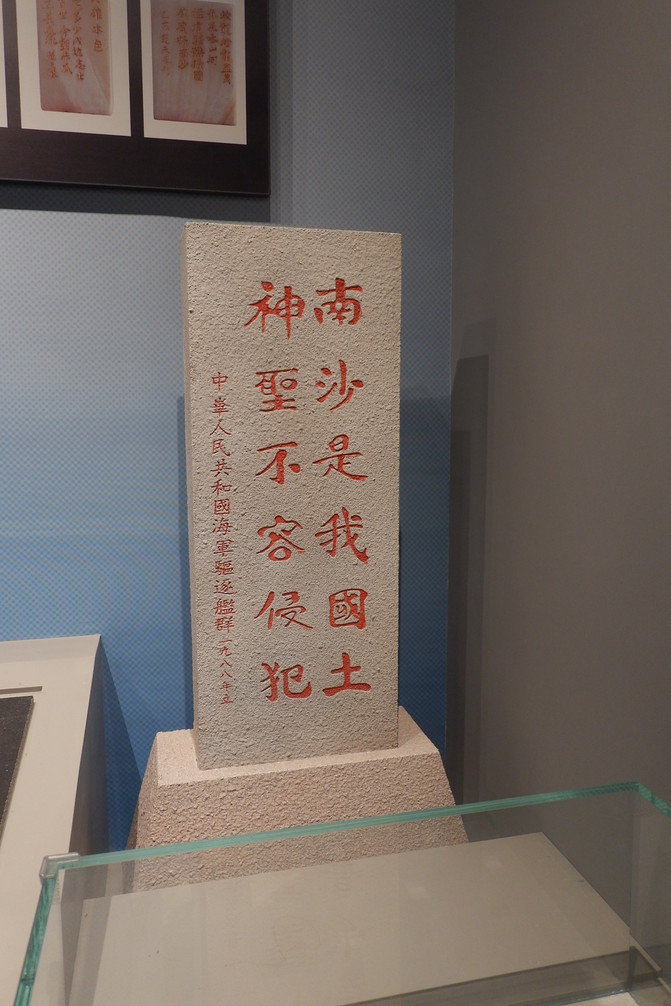 南沙是我國土
神聖不容侵犯
中華人民共和國海軍驅逐艦群一九八八年立